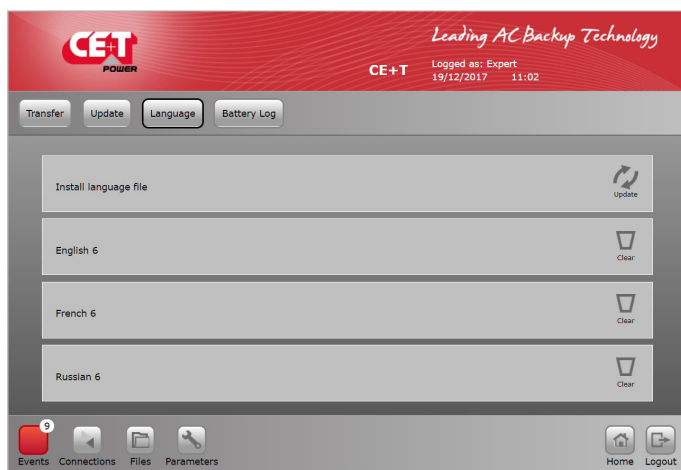 CE+T
POWER
Leading AC Backup Technology
CE+T
Logged as: Expert
19/12/2017 11:02
Transfer Update Language Battery Log
Install language file
Update
English 6
Clear
French 6
Clear
Russian 6
Clear
9
Events Connections Files Parameters Home Logout